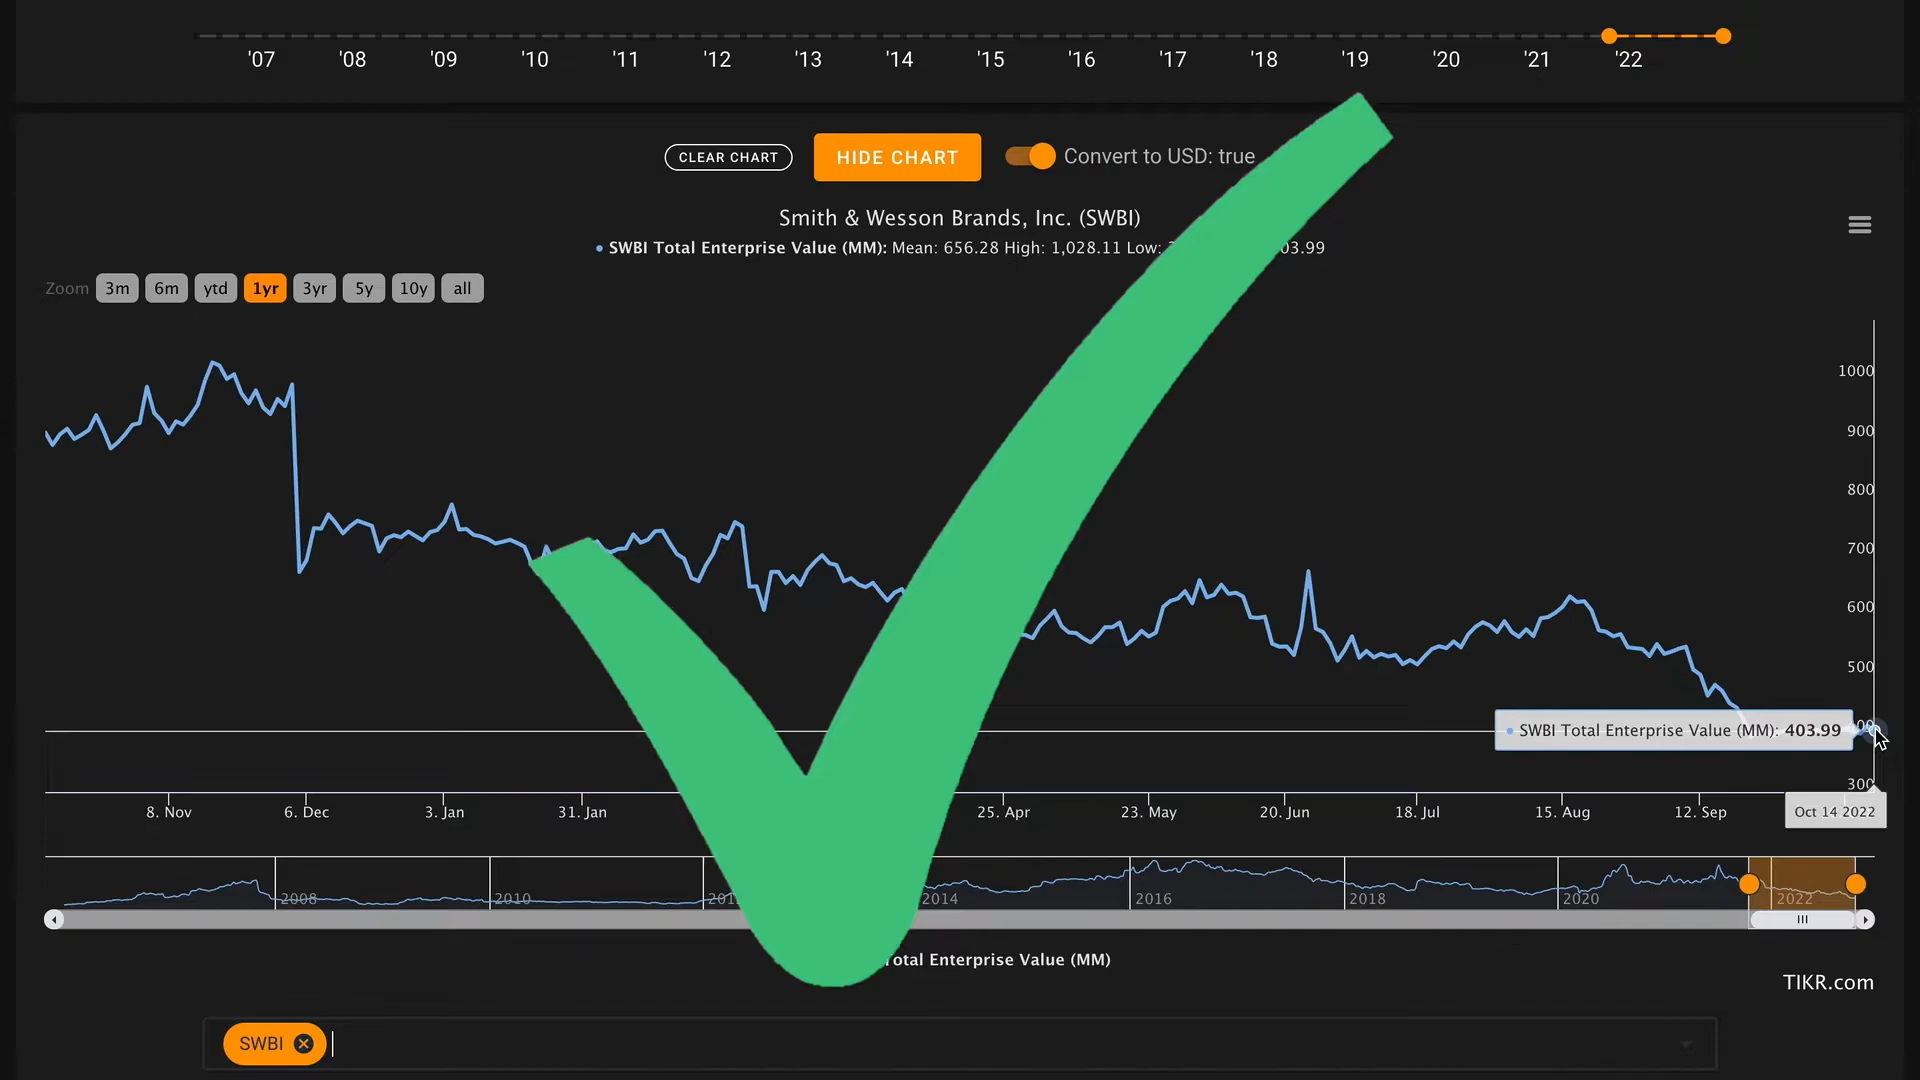 '07 '08 '09 '10 '11 '12 '13 '14 '15 '16 '17 '18 '19 '20 '21 '22
CLEAR CHART HIDE CHART Convert to USD: true
Smith & Wesson Brands, Inc. (SWBI)
SWBI Total Enterprise Value (MM): Mean: 656.28 High: 1,028.11 Low: 03.99
Zoom 3m 6m ytd 1yr 3yr 5y 10y all
1000
900
800
700
600
500
SWBI Total Enterprise Value (MM): 403.99
300
8. Nov 6. Dec 3. Jan 31. Jan 25. Apr 23. May 20. Jun 18. Jul 15. Aug 12. Sep Oct 14 2022
2008 2010 2014 2016 2018 2020 2022
Total Enterprise Value (MM)
TIKR.com
SWBI